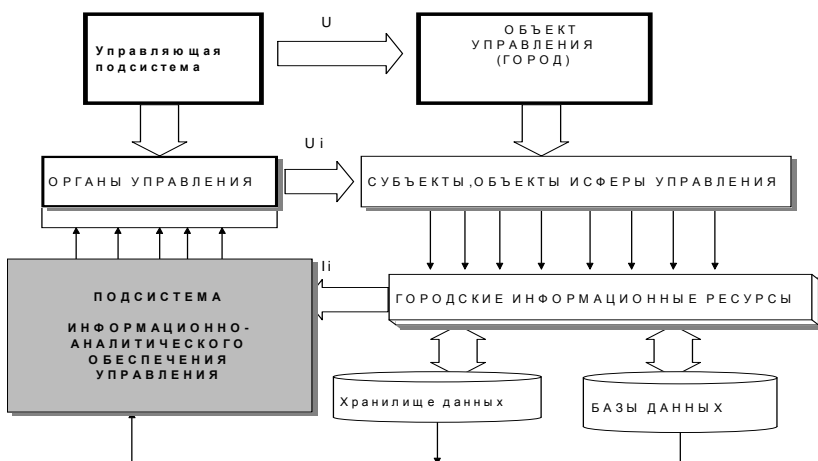 U
Управляющая
подсистема
ОБЪЕКТ
УПРАВЛЕНИЯ
(ГОРОД)
Ui
ОРГАНЫ УПРАВЛЕНИЯ
СУБЪЕКТЫ,ОБЪЕКТЫ ИСФЕРЫ УПРАВЛЕНИЯ
Ii
ПОДСИСТЕМА
ИНФОРМАЦИОННО-
АНАЛИТИЧЕСКОГО
ОБЕСПЕЧЕНИЯ
УПРАВЛЕНИЯ
ГОРОДСКИЕ ИНФОРМАЦИОННЫЕ РЕСУРСЫ
Хранилище данных
БАЗЫ ДАННЫХ